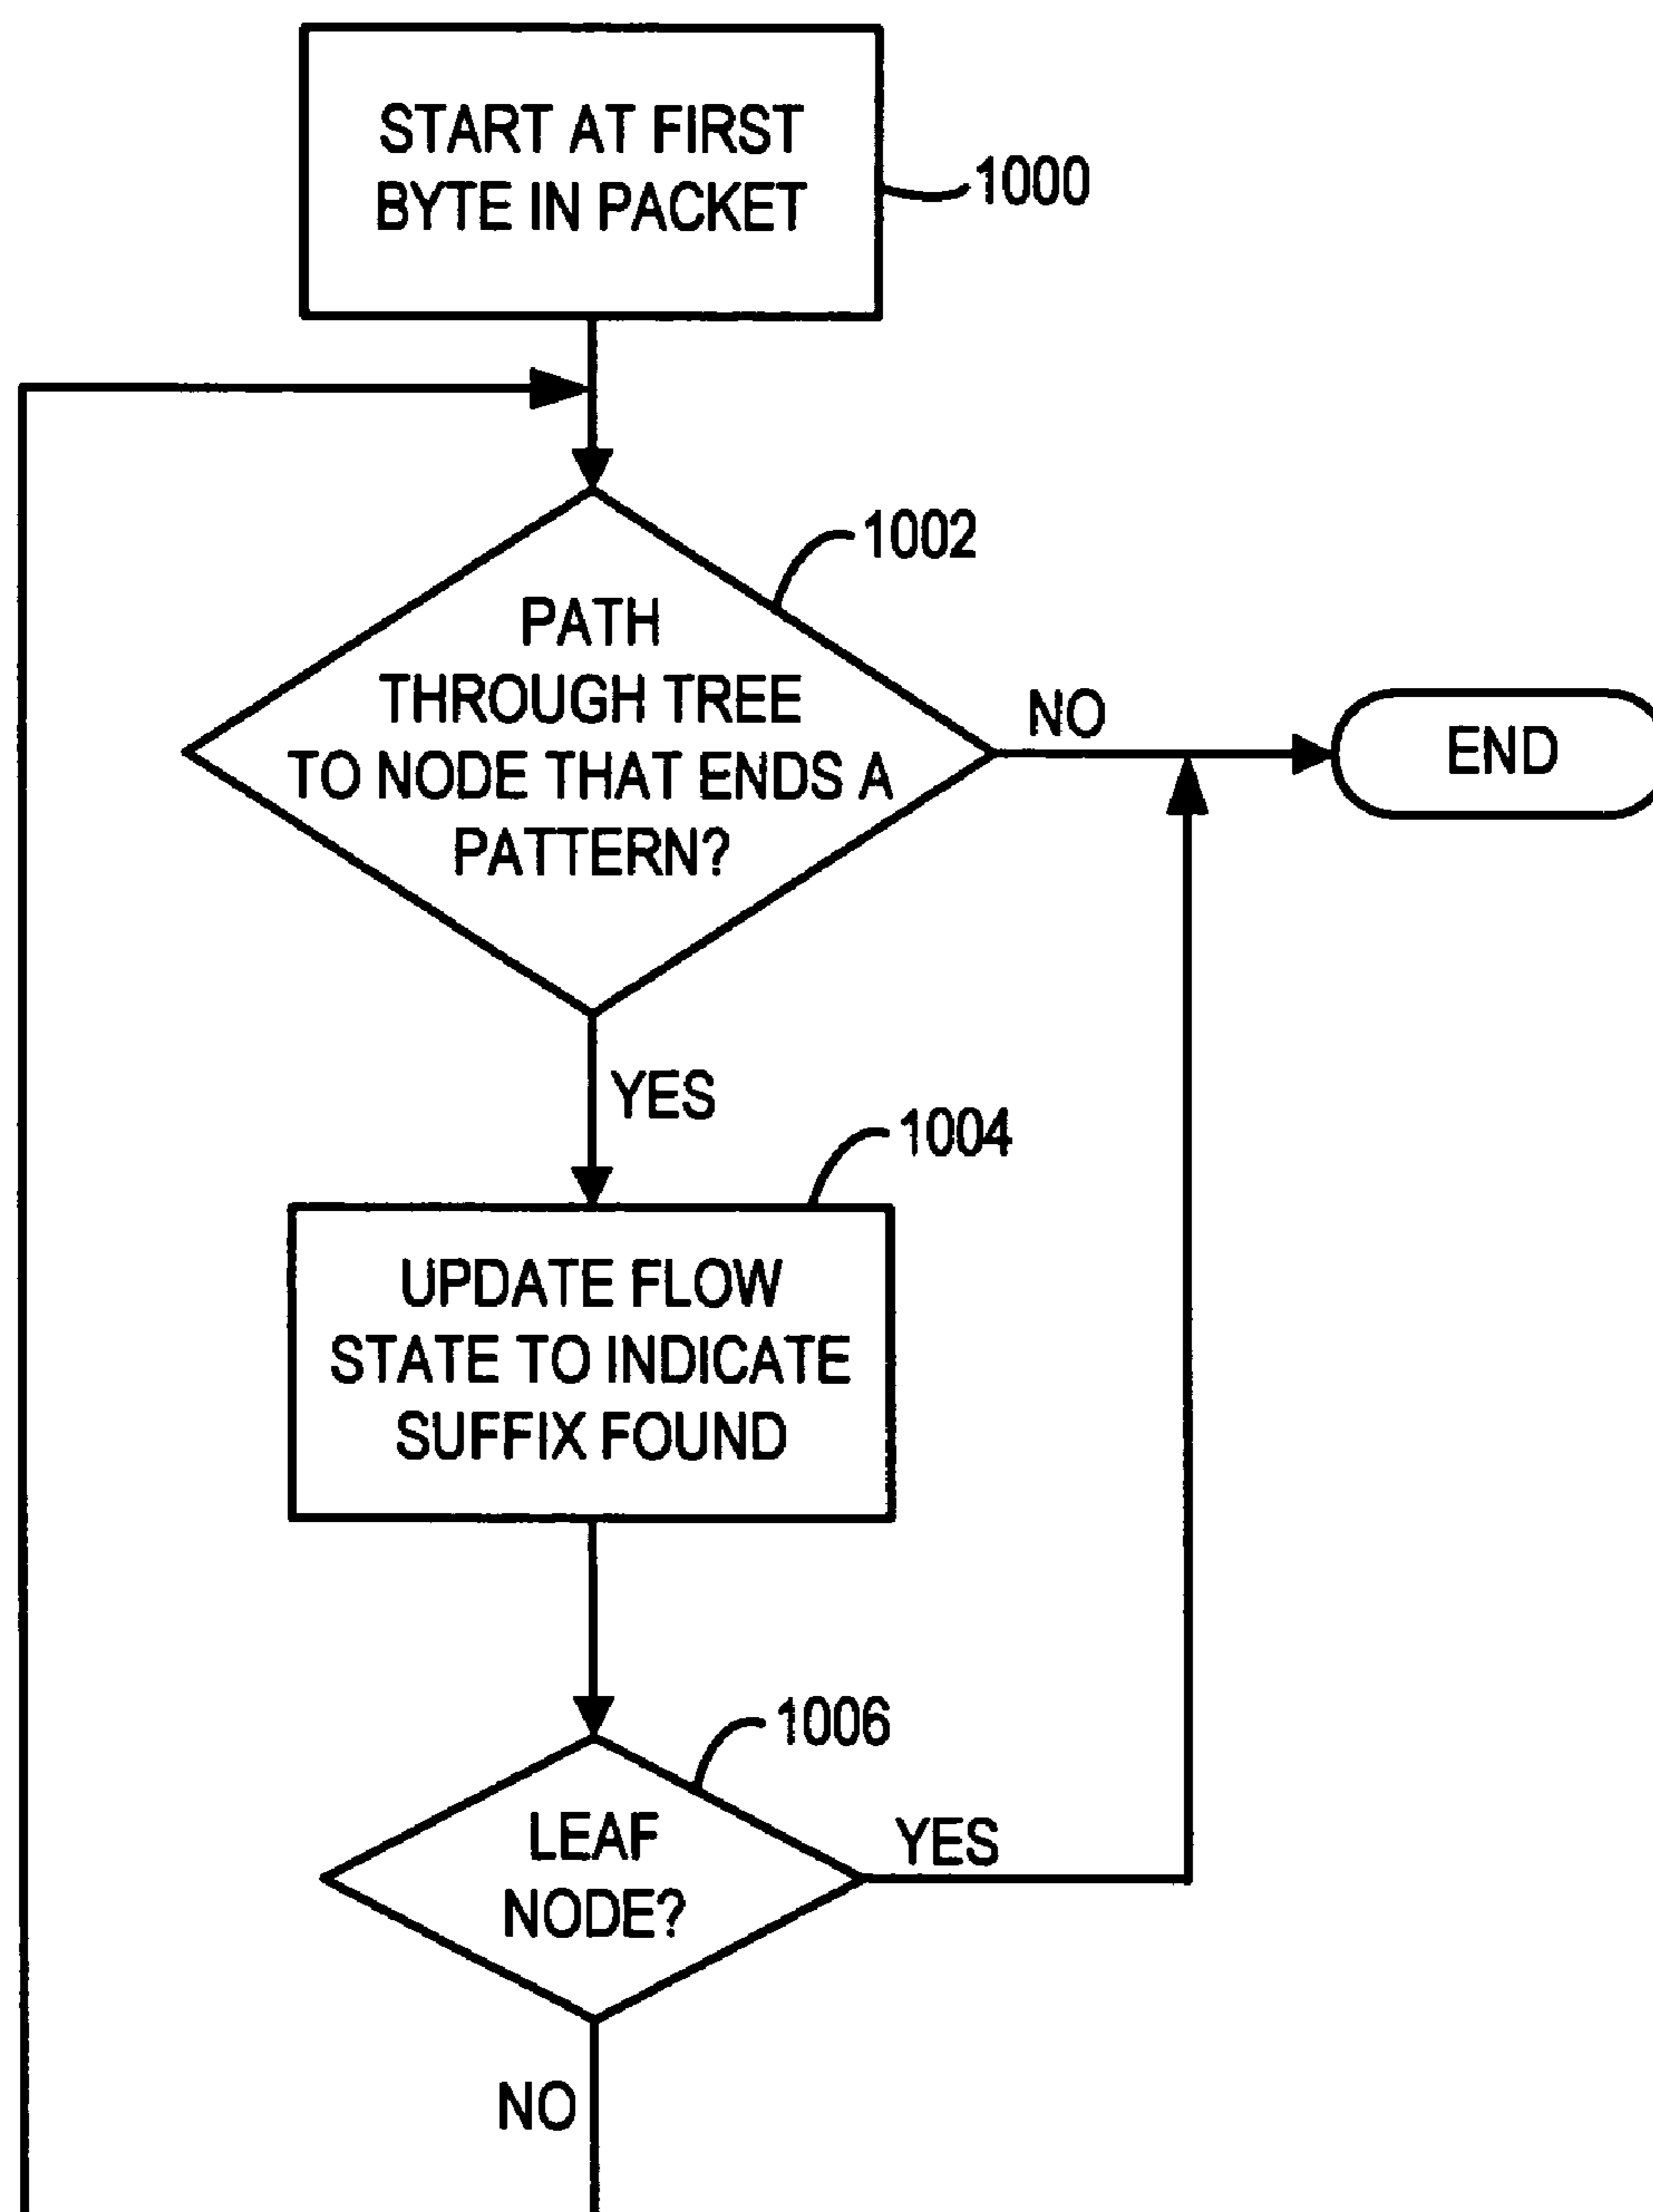 START AT FIRST
BYTE IN PACKET
1000
1002
PATH
THROUGH TREE
TO NODE THAT ENDS A
PATTERN?
NO
END
YES
1004
UPDATE FLOW
STATE TO INDICATE
SUFFIX FOUND
1006
LEAF
NODE?
YES
NO